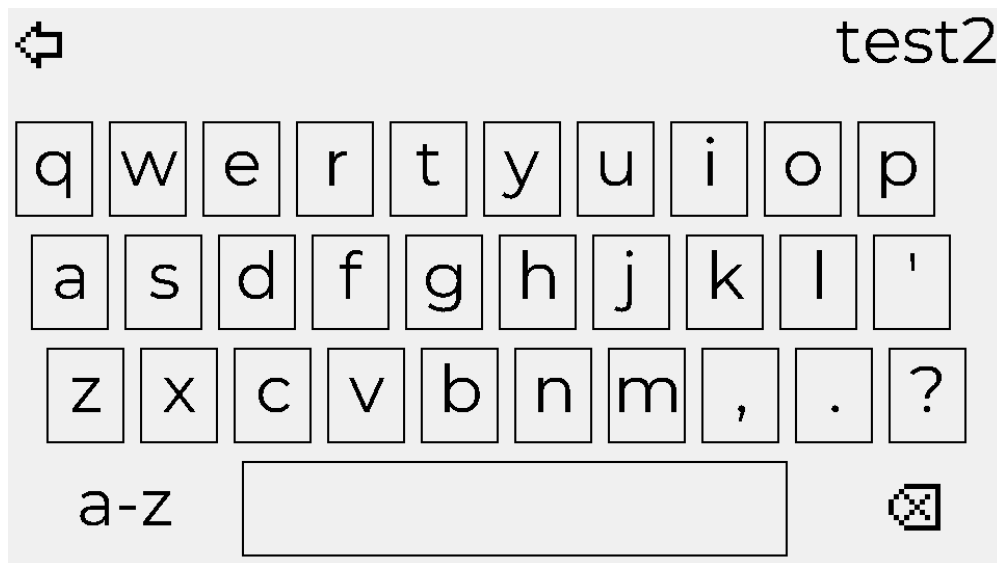 test2
q w e r t y u i o p
a s d f g h j k l '
z x c v b n m , . ?
a-z